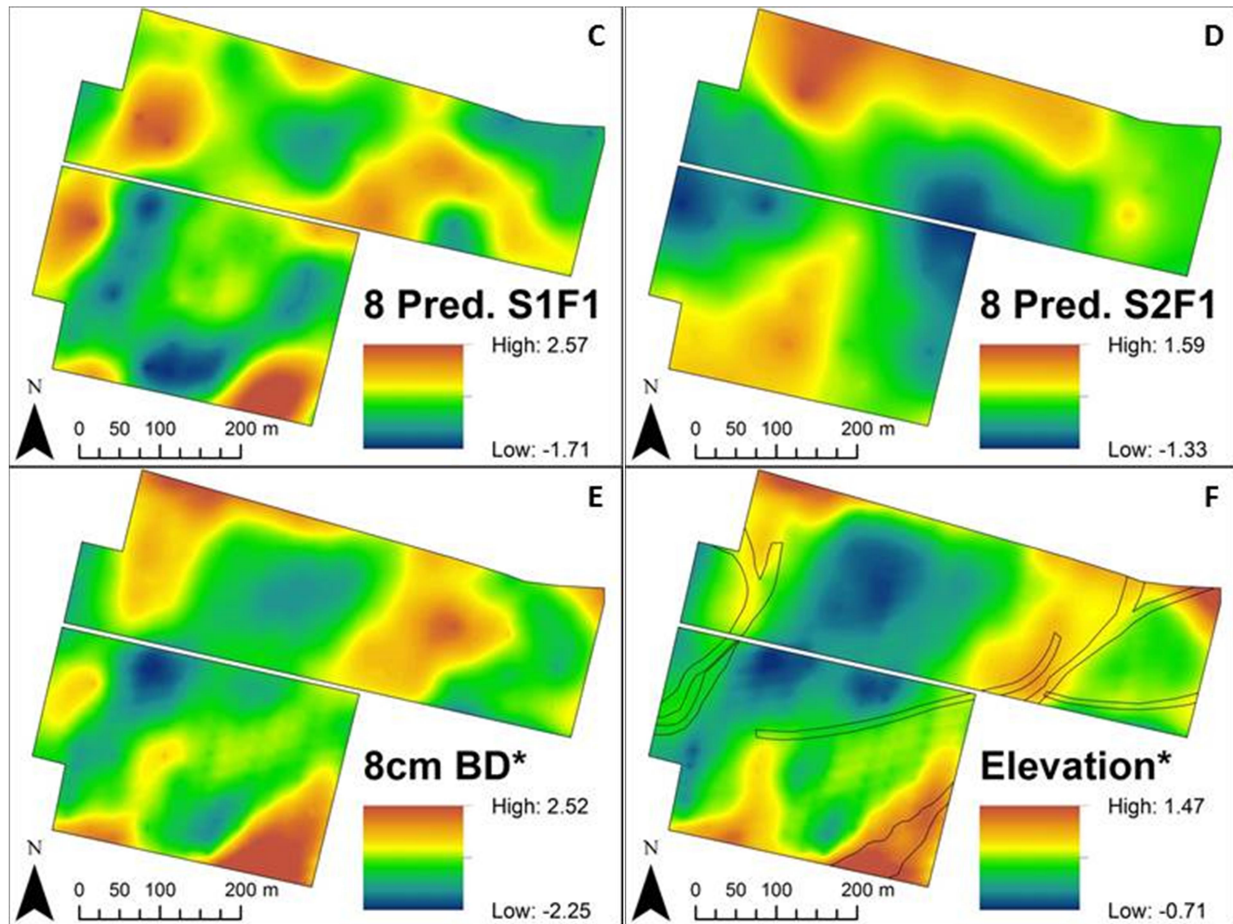 C
8 Pred. S1F1
High: 2.57
Low: -1.71
N
0 50 100 200 m
D
8 Pred. S2F1
High: 1.59
Low: -1.33
N
0 50 100 200 m
E
8cm BD*
High: 2.52
Low: -2.25
N
0 50 100 200 m
F
Elevation*
High: 1.47
Low: -0.71
N
0 50 100 200 m